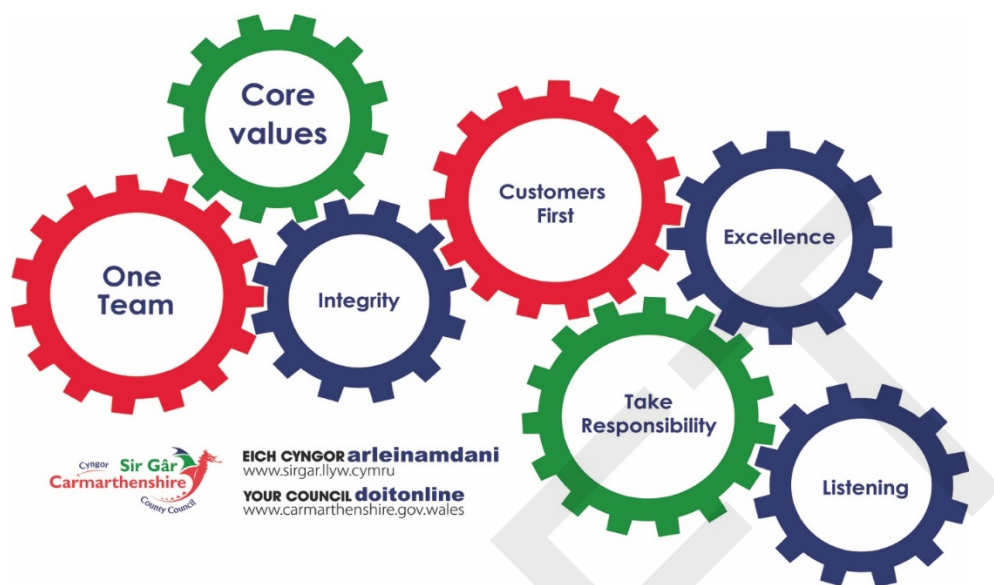 Core
values
One
Team
Integrity
Customers
First
Excellence
Take
Responsibility
Listening
Cyngor Sir Gâr
Carmarthenshire
County Council
EICH CYNGOR arleinamdani
www.sirgar.llyw.cymru
YOUR COUNCIL doitonline
www.carmarthenshire.gov.wales